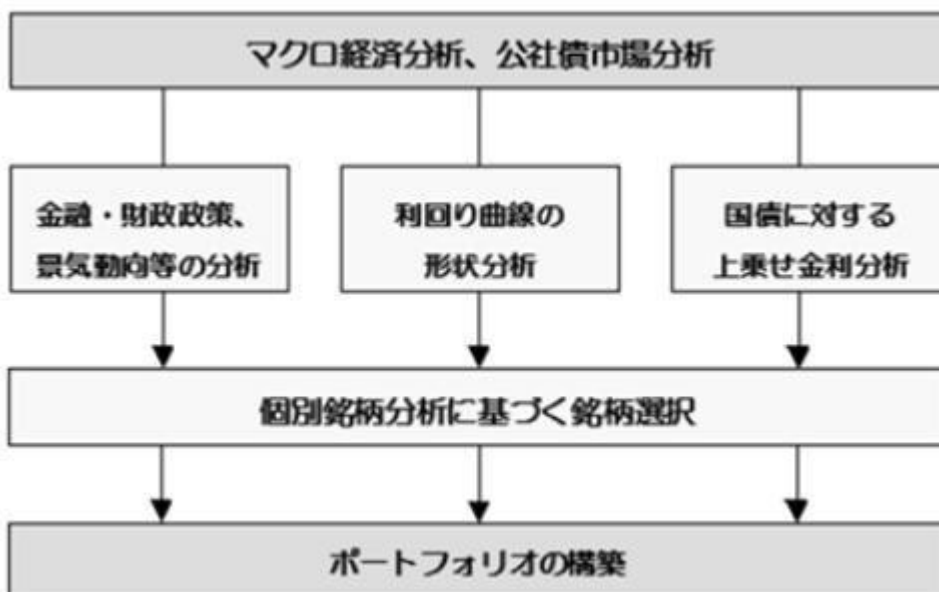 マクロ経済分析、公社債市場分析
金融・財政政策、
景気動向等の分析
利回り曲線の
形状分析
国債に対する
上乗せ金利分析
個別銘柄分析に基づく銘柄選択
ポートフォリオの構築